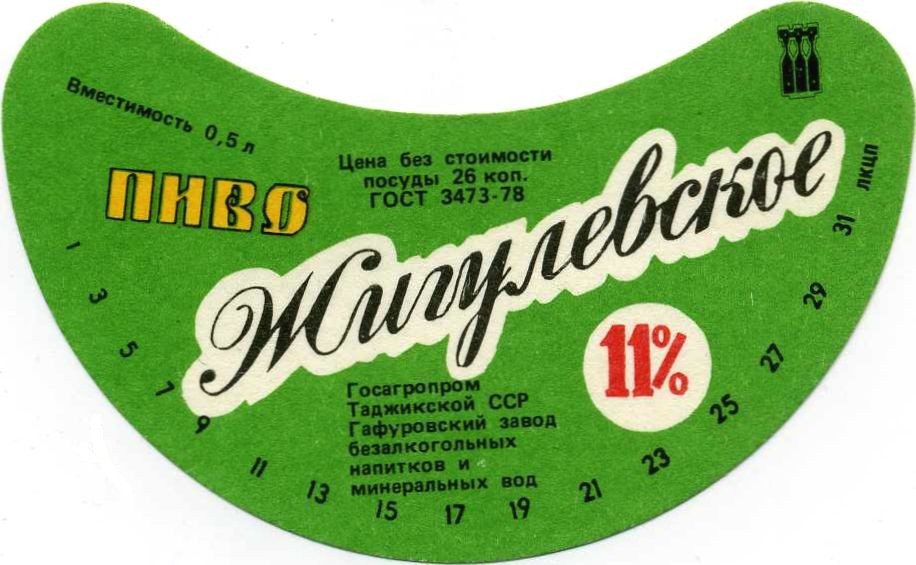 Вместимость 0,5 л
ПИВО
Цена без стоимости
посуды 26 коп.
ГОСТ 3473-78
Жигулевское
11%
Госагропром
Таджикской ССР
Гафуровский завод
безалкогольных
напитков и
минеральных вод
1 3 5 7 9 11 13 15 17 19 21 23 25 27 29 31 ЛКЦП